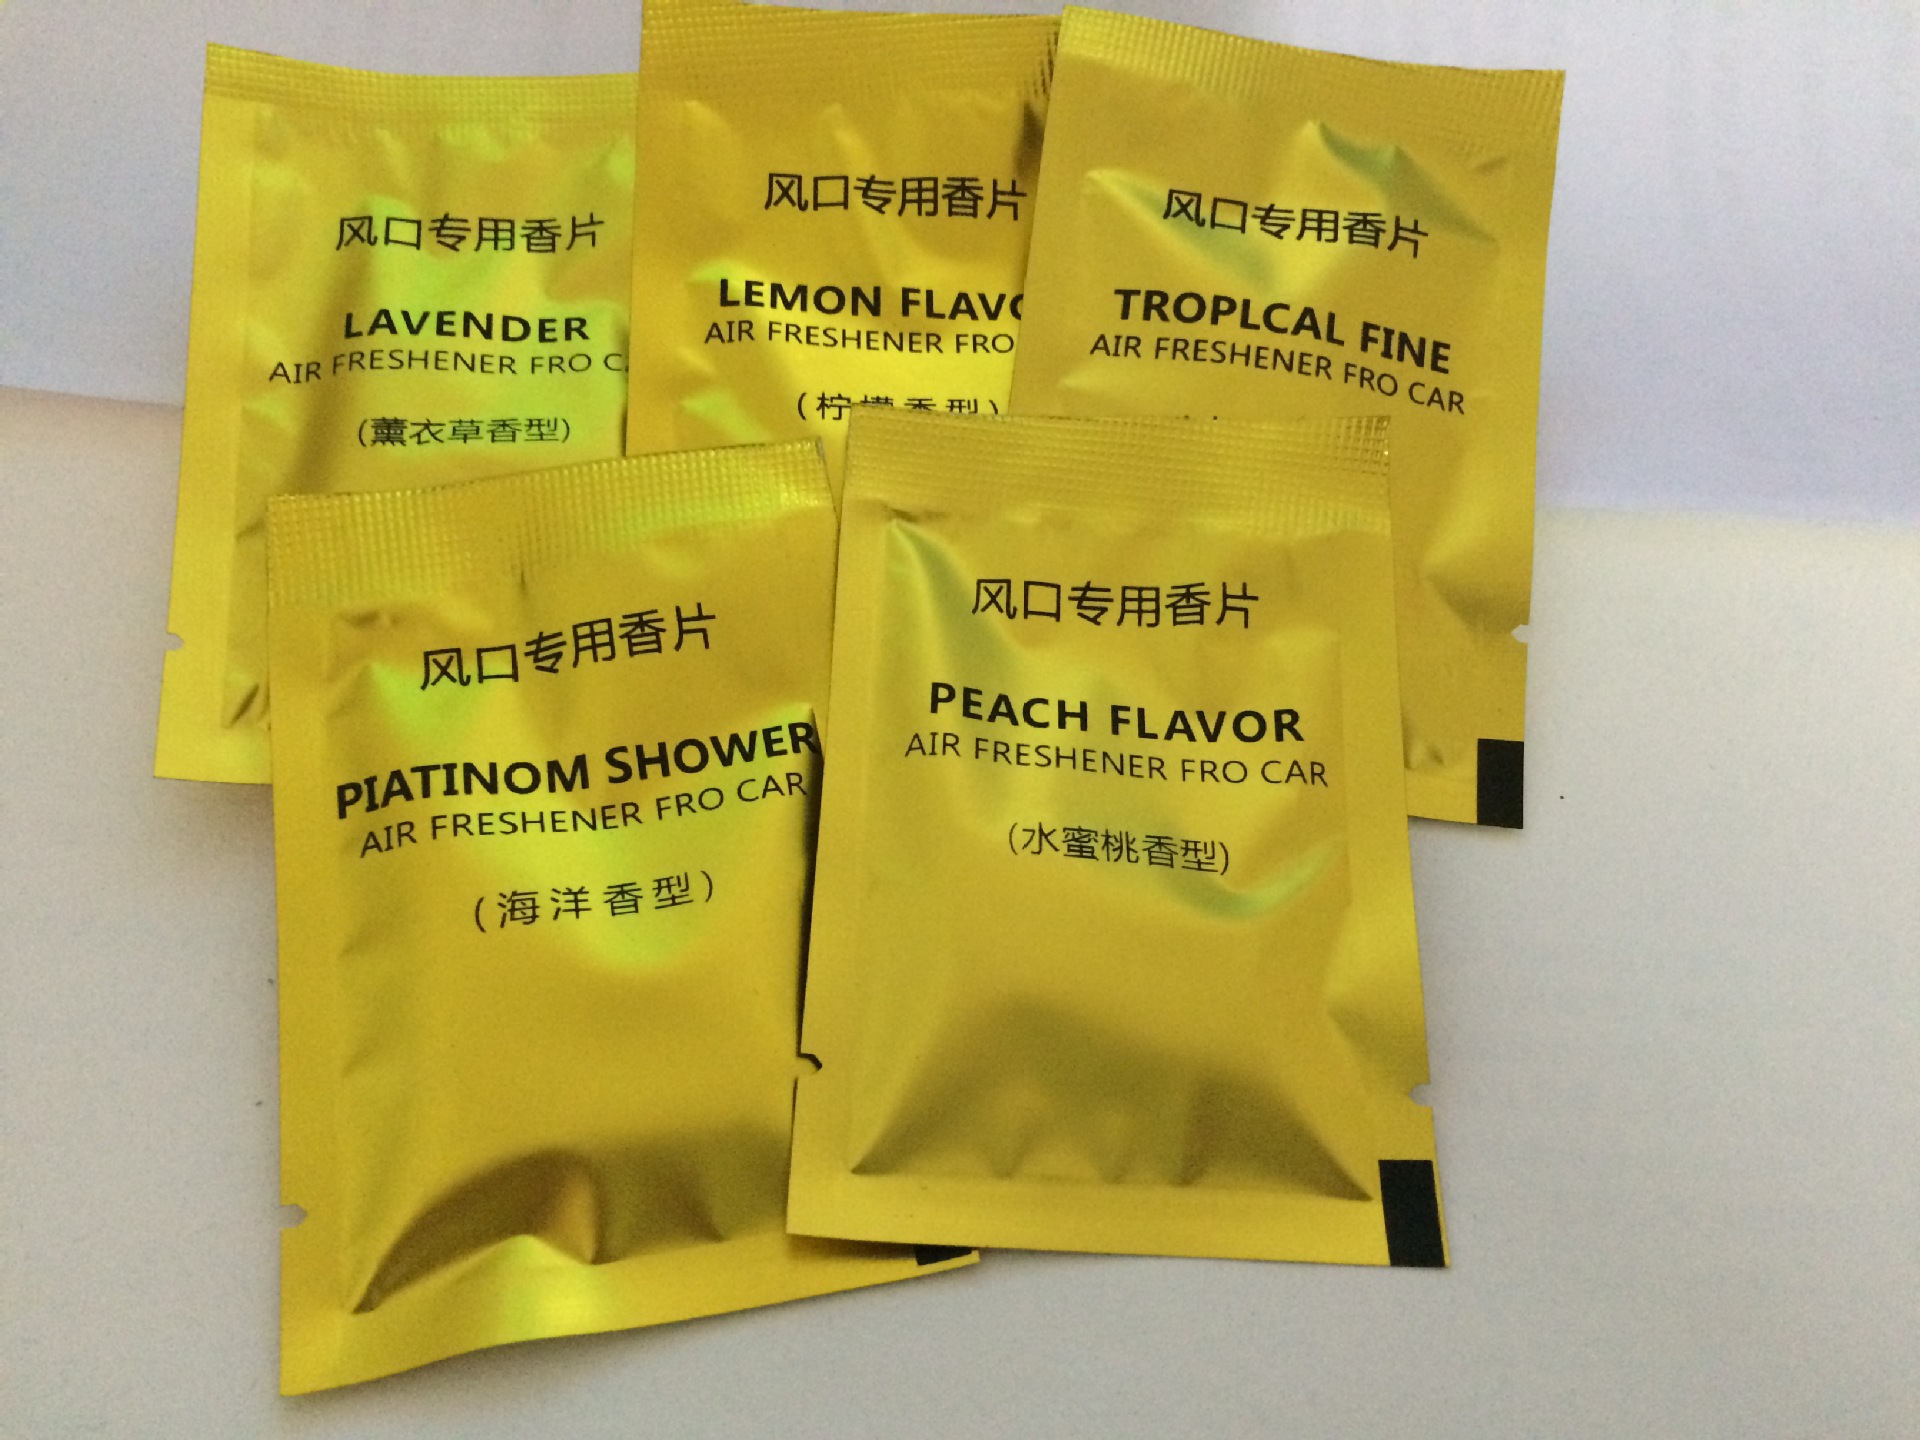 风口专用香片
LAVENDER
AIR FRESHENER FRO
(薰衣草香型)
风口专用香片
LEMON
AIR FRESHENER FRO
风口专用香片
TROPLCAL FINE
AIR FRESHENER FRO CAR
风口专用香片
PIATINOM SHOWER
AIR FRESHENER FRO CAR
(海洋香型)
风口专用香片
PEACH FLAVOR
AIR FRESHENER FRO CAR
(水蜜桃香型)